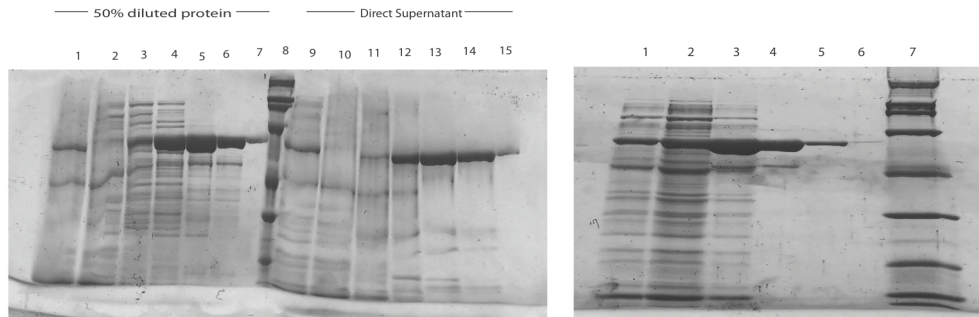 50% diluted protein
Direct Supernatant
1 2 3 4 5 6 7 8 9 10 11 12 13 14 15
1 2 3 4 5 6 7